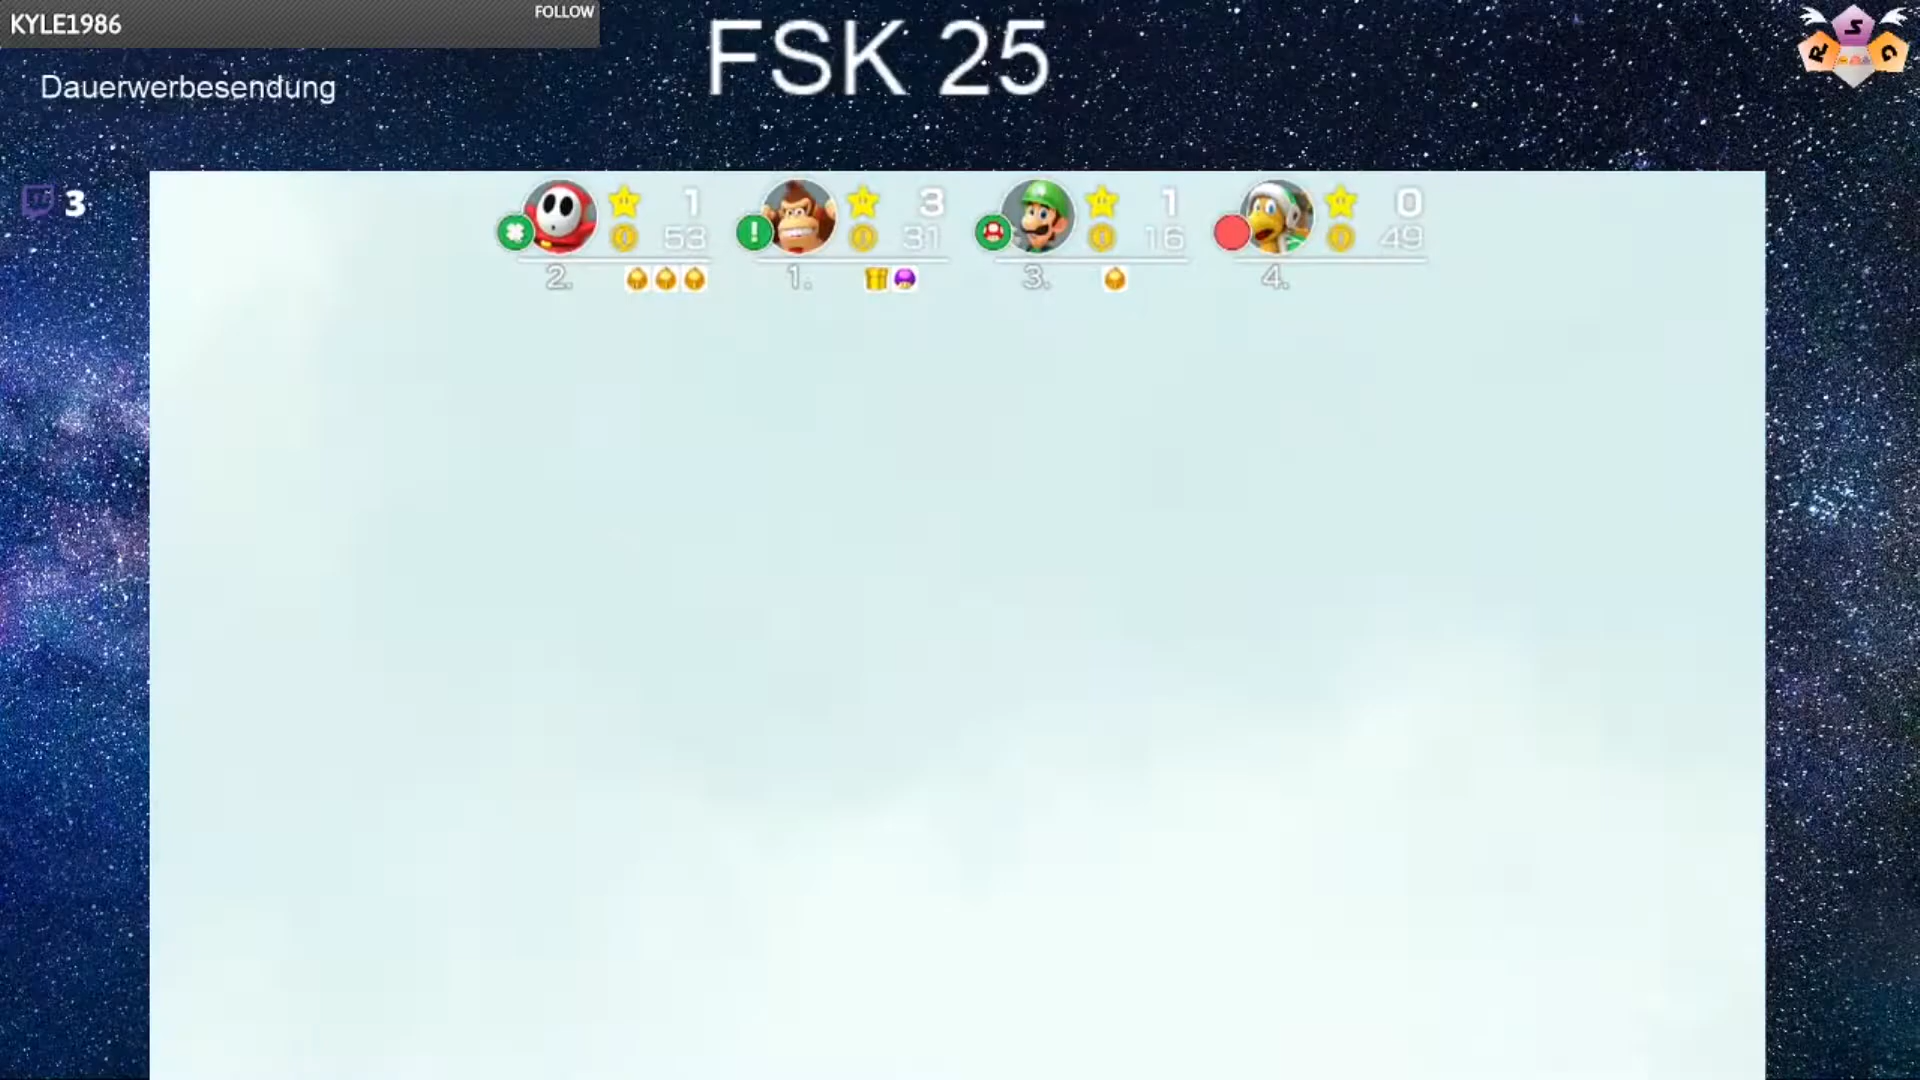 KYLE1986
FOLLOW
FSK 25
Dauerwerbesendung
R S G
3
1 3 1 0
53 31 16 49
2. 1. 3. 4.